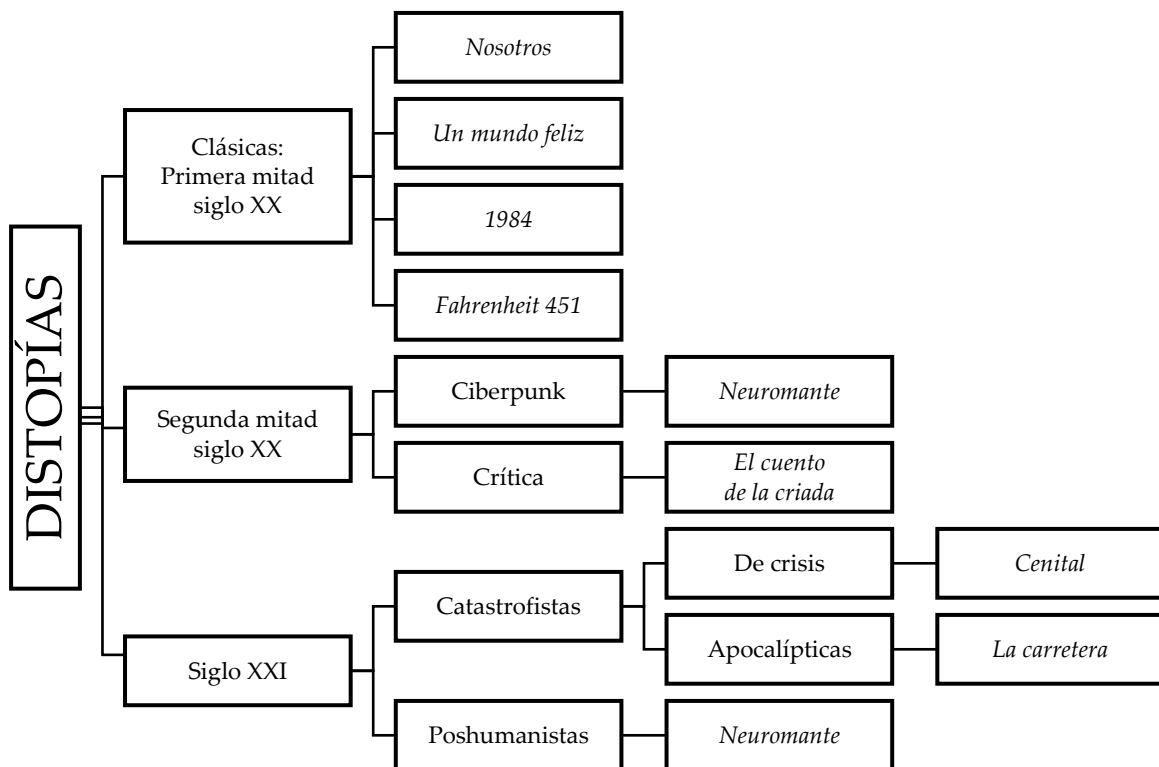 DISTOPÍAS
Clásicas:
Primera mitad
siglo XX
Nosotros
Un mundo feliz
1984
Fahrenheit 451
Segunda mitad
siglo XX
Ciberpunk
Neuromante
Crítica
El cuento
de la criada
Siglo XXI
Catastrofistas
De crisis
Cenital
Apocalípticas
La carretera
Poshumanistas
Neuromante